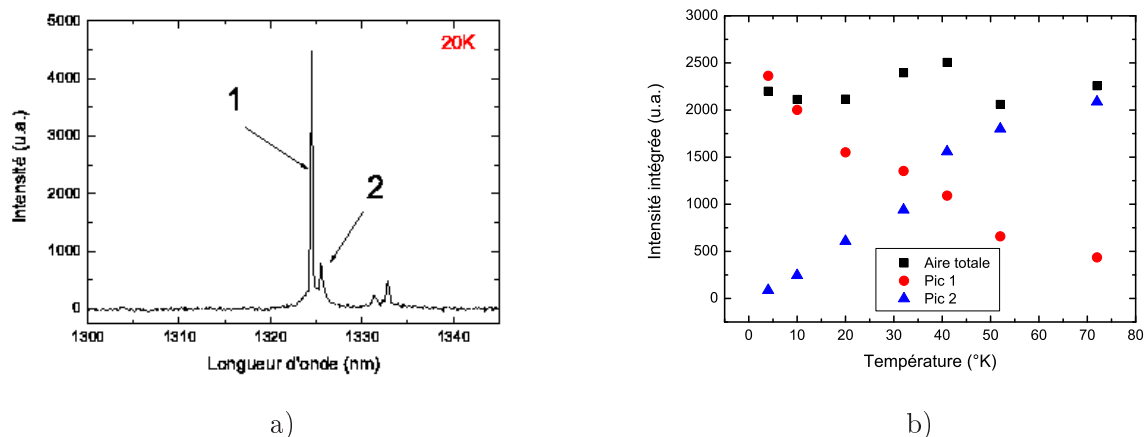 5000
20K
4000
1
3000
2
2000
1000
0
Intensité (u.a.)
1300
1310
1320
1330
1340
Longueur d'onde (nm)
a)
3000
2500
2000
1500
1000
500
0
Intensité intégrée (u.a.)
Aire totale
Pic 1
Pic 2
0
10
20
30
40
50
60
70
80
Température (°K)
b)